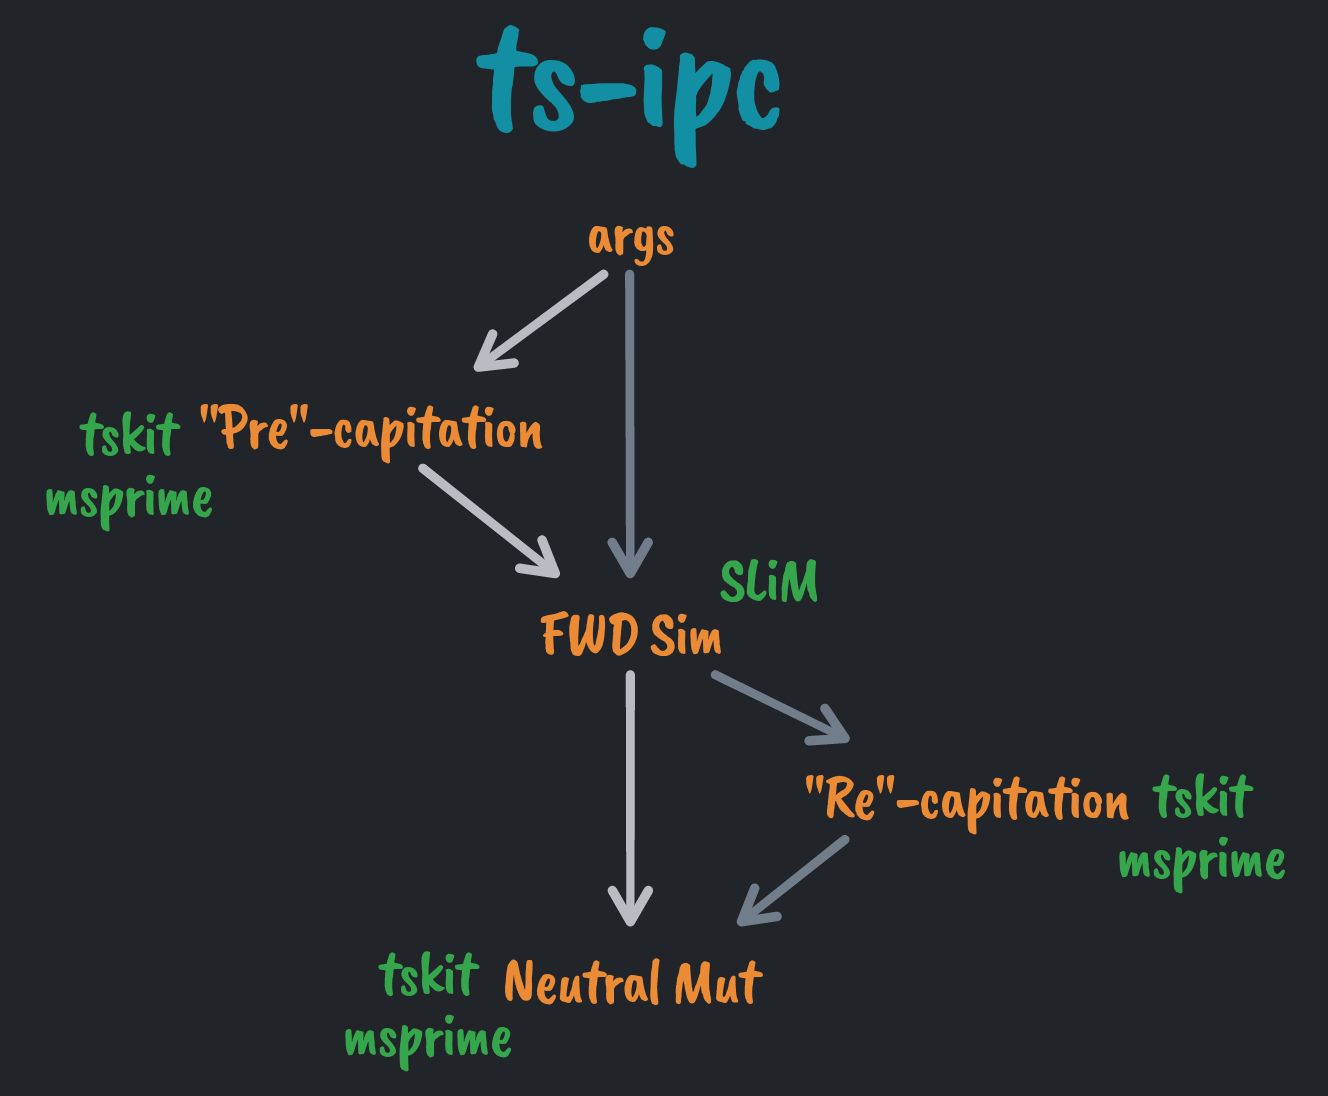 ts-ipc
args
tskit "Pre"-capitation
msprime
SLiM
FWD Sim
"Re"-capitation tskit
msprime
tskit Neutral Mut
msprime